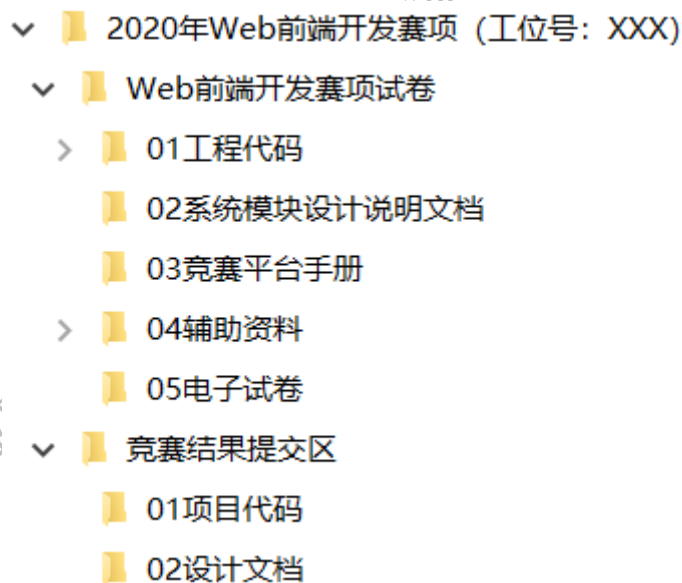 2020年Web前端开发赛项（工位号：XXX）
Web前端开发赛项试卷
01工程代码
02系统模块设计说明文档
03竞赛平台手册
04辅助资料
05电子试卷
竞赛结果提交区
01项目代码
02设计文档